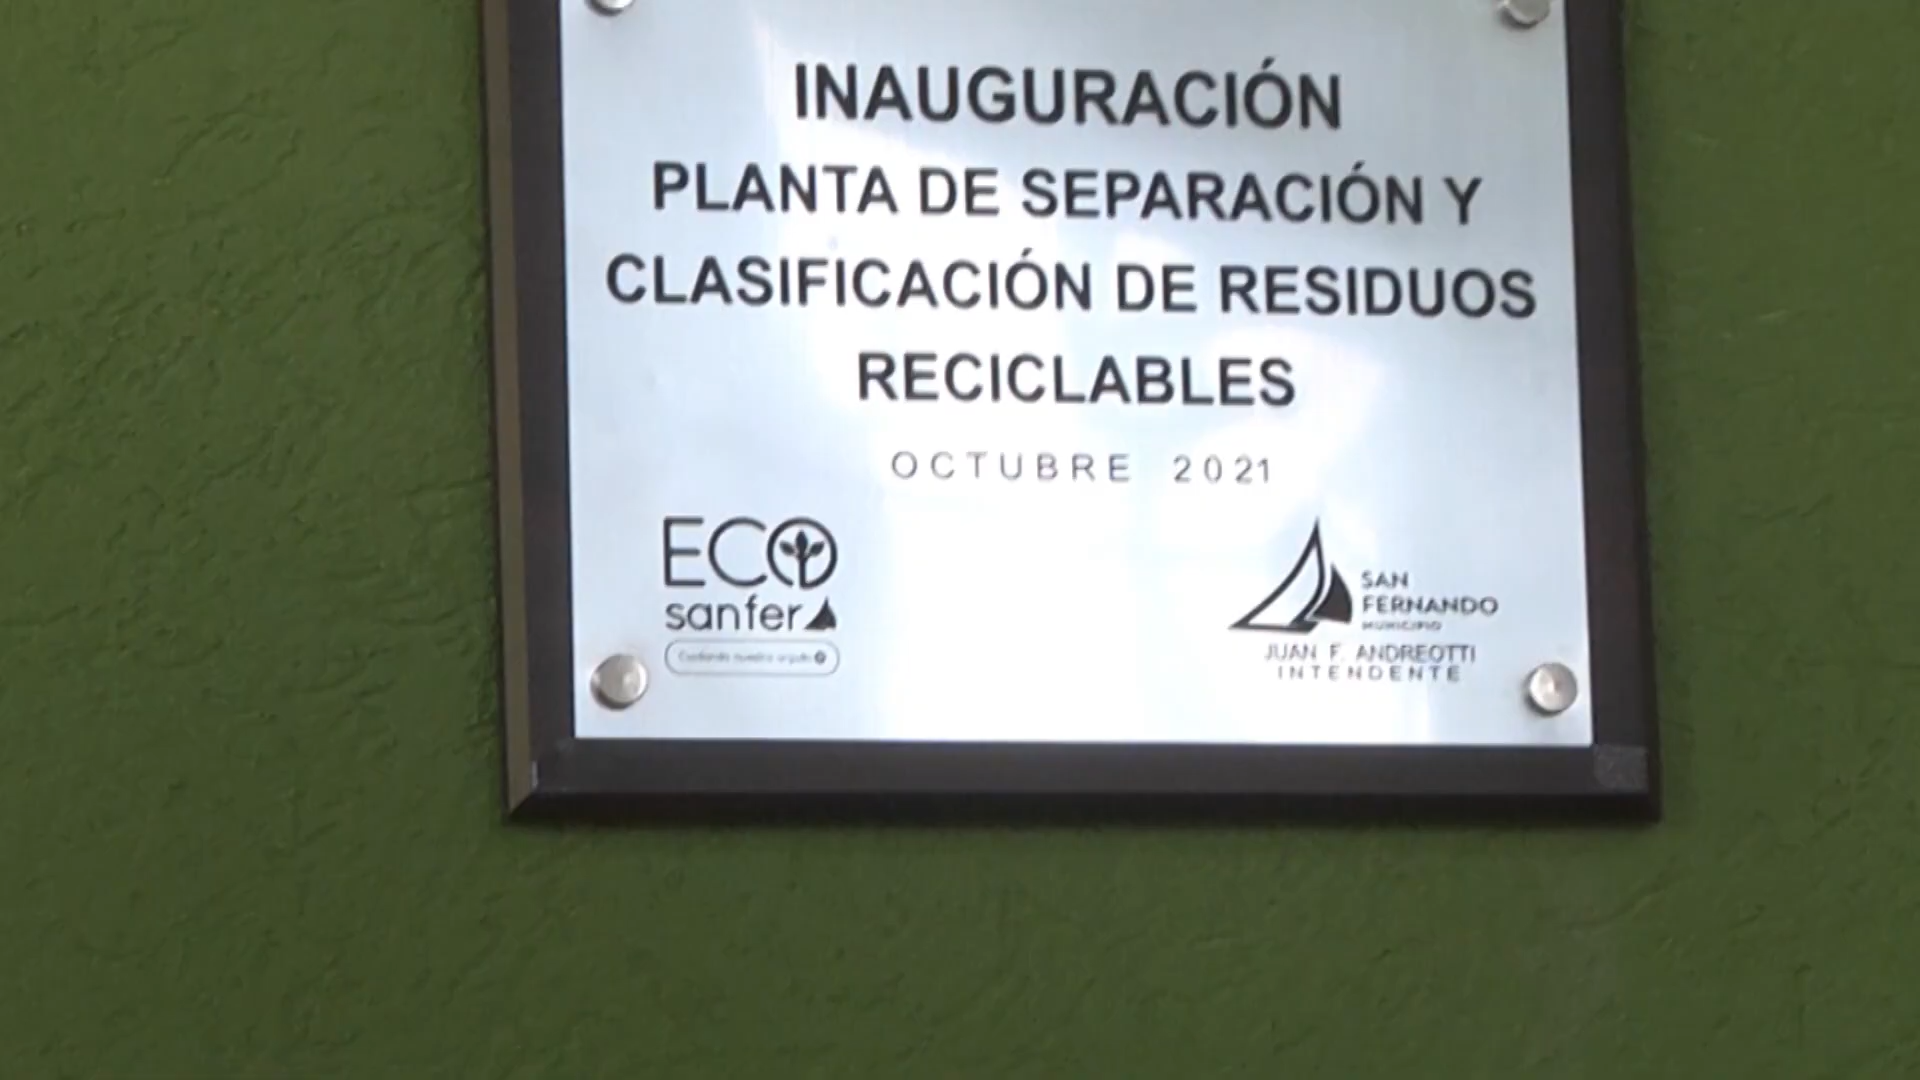 INAUGURACIÓN
PLANTA DE SEPARACIÓN Y
CLASIFICACIÓN DE RESIDUOS
RECICLABLES
OCTUBRE 2021
ECO
sanfer
SAN
FERNANDO
MUNICIPIO
JUAN F. ANDREOTTI
INTENDENTE